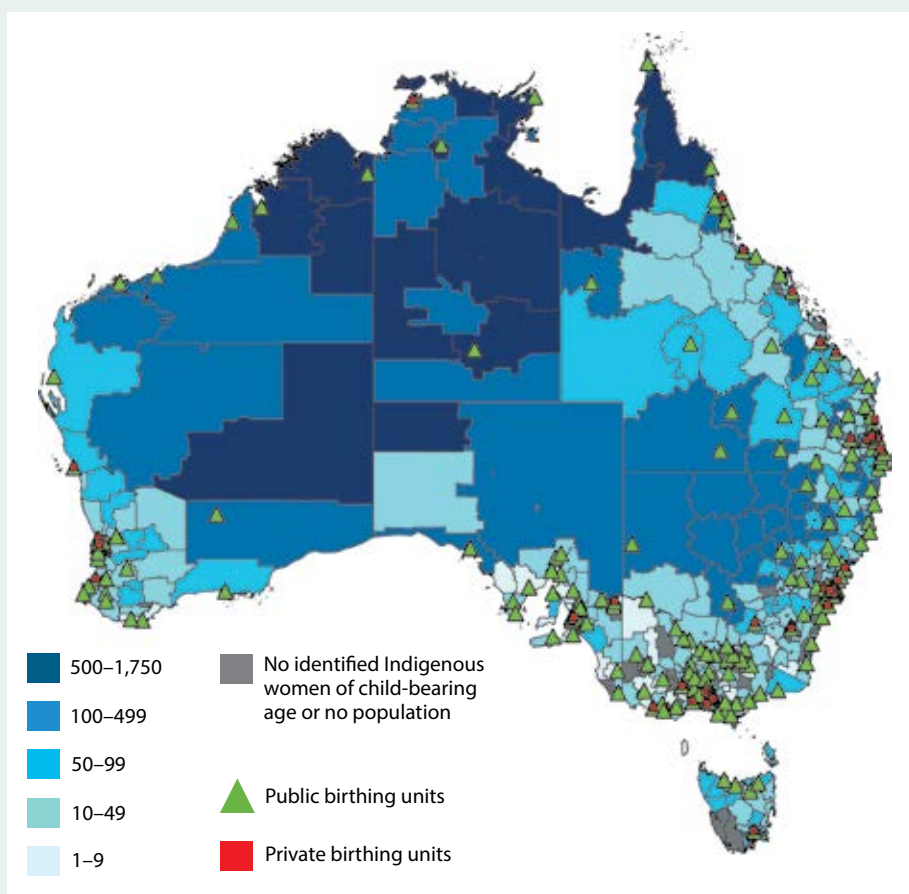 500–1,750
100–499
50–99
10–49
1–9
No identified Indigenous
women of child-bearing
age or no population
Public birthing units
Private birthing units